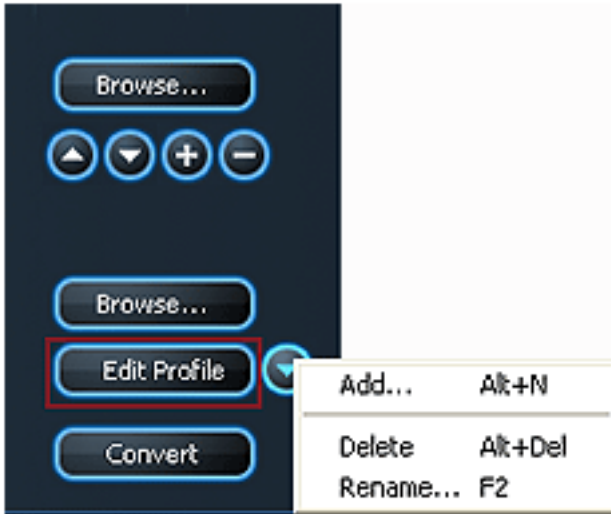 Browse...
Browse...
Edit Profile
Add... Alt+N
Convert
Delete Alt+Del
Rename... F2